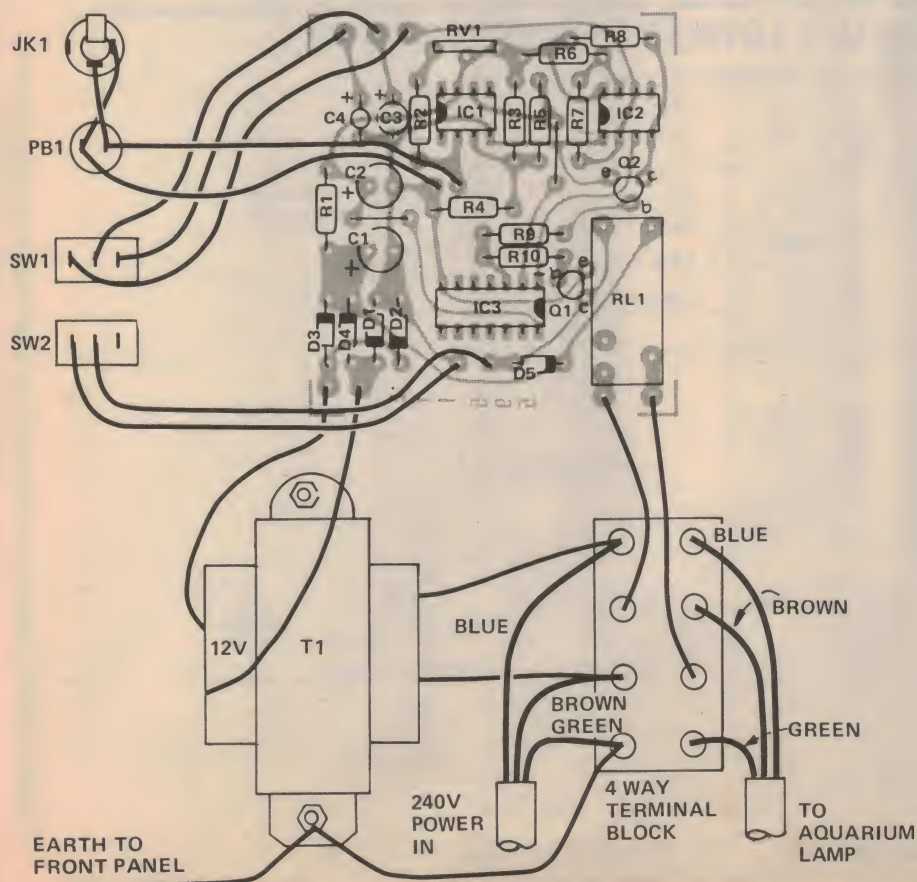 JK1
PB1
SW1
SW2
RV1
R8
R6
C4
C3
R2
IC1
R3
R6
R7
IC2
Q2
e
c
b
C2
R1
R4
C1
R9
R10
b
e
c
Q1
IC3
RL1
D3
D4
D1
D2
D5
12V
T1
BLUE
BLUE
BROWN
BROWN
GREEN
GREEN
240V
POWER
IN
4 WAY
TERMINAL
BLOCK
TO
AQUARIUM
LAMP
EARTH TO
FRONT PANEL